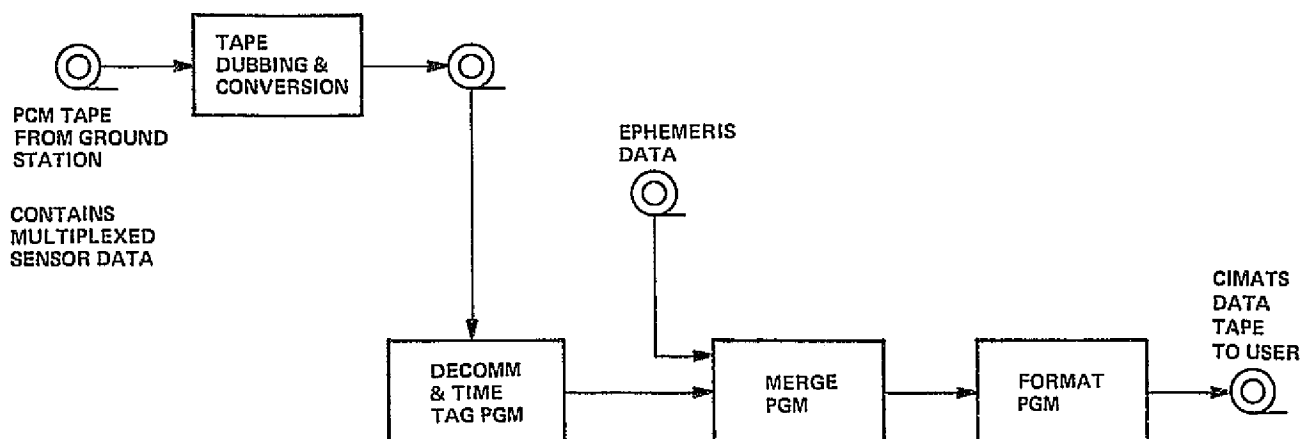 TAPE
DUBBING &
CONVERSION
PCM TAPE
FROM GROUND
STATION
CONTAINS
MULTIPLEXED
SENSOR DATA
EPHEMERIS
DATA
DECOMM
& TIME
TAG PGM
MERGE
PGM
FORMAT
PGM
CIMATS
DATA
TAPE
TO USER